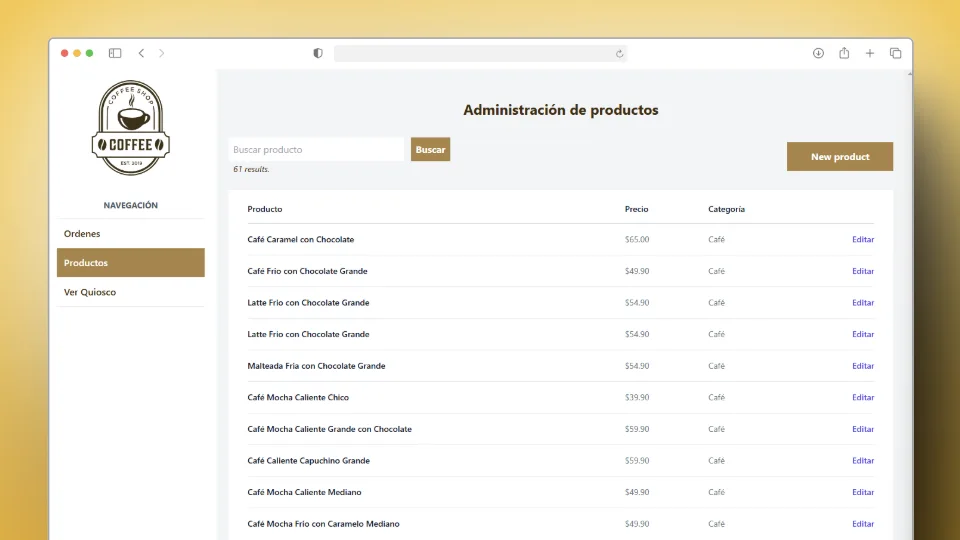 COFFEE SHOP
COFFEE
EST. 2019
NAVEGACIÓN
Ordenes
Productos
Ver Quiosco
Administración de productos
Buscar producto
Buscar
61 results.
New product
Producto Precio Categoría
Café Caramel con Chocolate $65.00 Café Editar
Café Frio con Chocolate Grande $49.90 Café Editar
Latte Frio con Chocolate Grande $54.90 Café Editar
Latte Frio con Chocolate Grande $54.90 Café Editar
Malteada Fria con Chocolate Grande $54.90 Café Editar
Café Mocha Caliente Chico $39.90 Café Editar
Café Mocha Caliente Grande con Chocolate $59.90 Café Editar
Café Caliente Capuchino Grande $59.90 Café Editar
Café Mocha Caliente Mediano $49.90 Café Editar
Café Mocha Frio con Caramelo Mediano $49.90 Café Editar